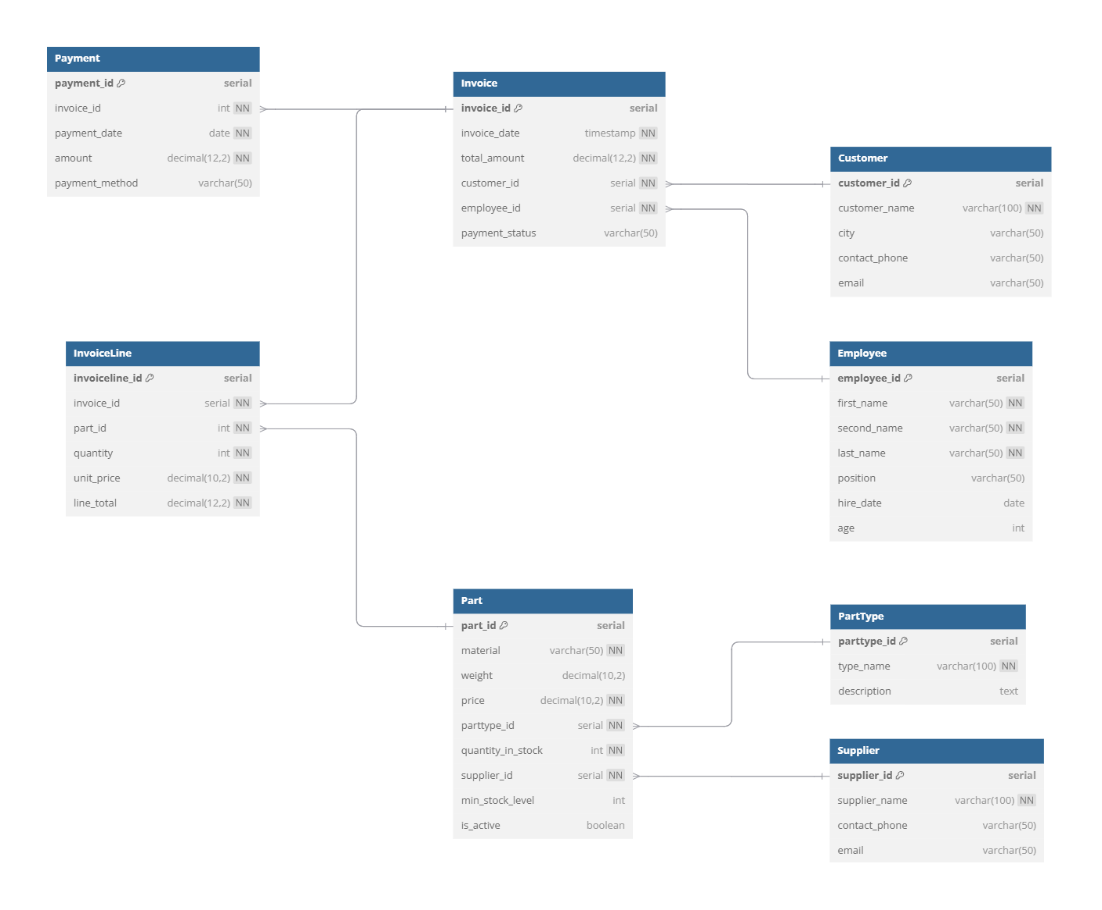 Payment
payment_id serial
invoice_id int NN
payment_date date NN
amount decimal(12,2) NN
payment_method varchar(50)
Invoice
invoice_id serial
invoice_date timestamp NN
total_amount decimal(12,2) NN
customer_id serial NN
employee_id serial NN
payment_status varchar(50)
Customer
customer_id serial
customer_name varchar(100) NN
city varchar(50)
contact_phone varchar(50)
email varchar(50)
InvoiceLine
invoiceline_id serial
invoice_id serial NN
part_id int NN
quantity int NN
unit_price decimal(10,2) NN
line_total decimal(12,2) NN
Employee
employee_id serial
first_name varchar(50) NN
second_name varchar(50) NN
last_name varchar(50) NN
position varchar(50)
hire_date date
age int
Part
part_id serial
material varchar(50) NN
weight decimal(10,2)
price decimal(10,2) NN
parttype_id serial NN
quantity_in_stock int NN
supplier_id serial NN
min_stock_level int
is_active boolean
PartType
parttype_id serial
type_name varchar(100) NN
description text
Supplier
supplier_id serial
supplier_name varchar(100) NN
contact_phone varchar(50)
email varchar(50)